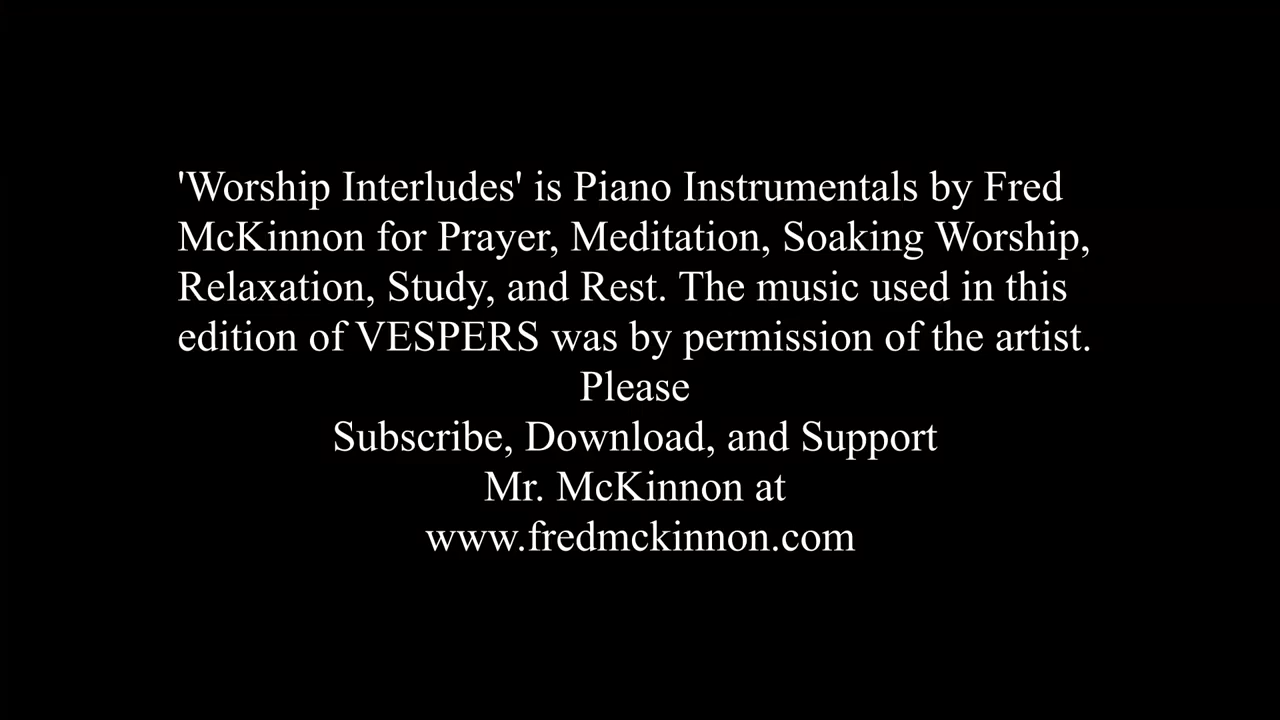 'Worship Interludes' is Piano Instrumentals by Fred
McKinnon for Prayer, Meditation, Soaking Worship,
Relaxation, Study, and Rest. The music used in this
edition of VESPERS was by permission of the artist.
Please
Subscribe, Download, and Support
Mr. McKinnon at
www.fredmckinnon.com